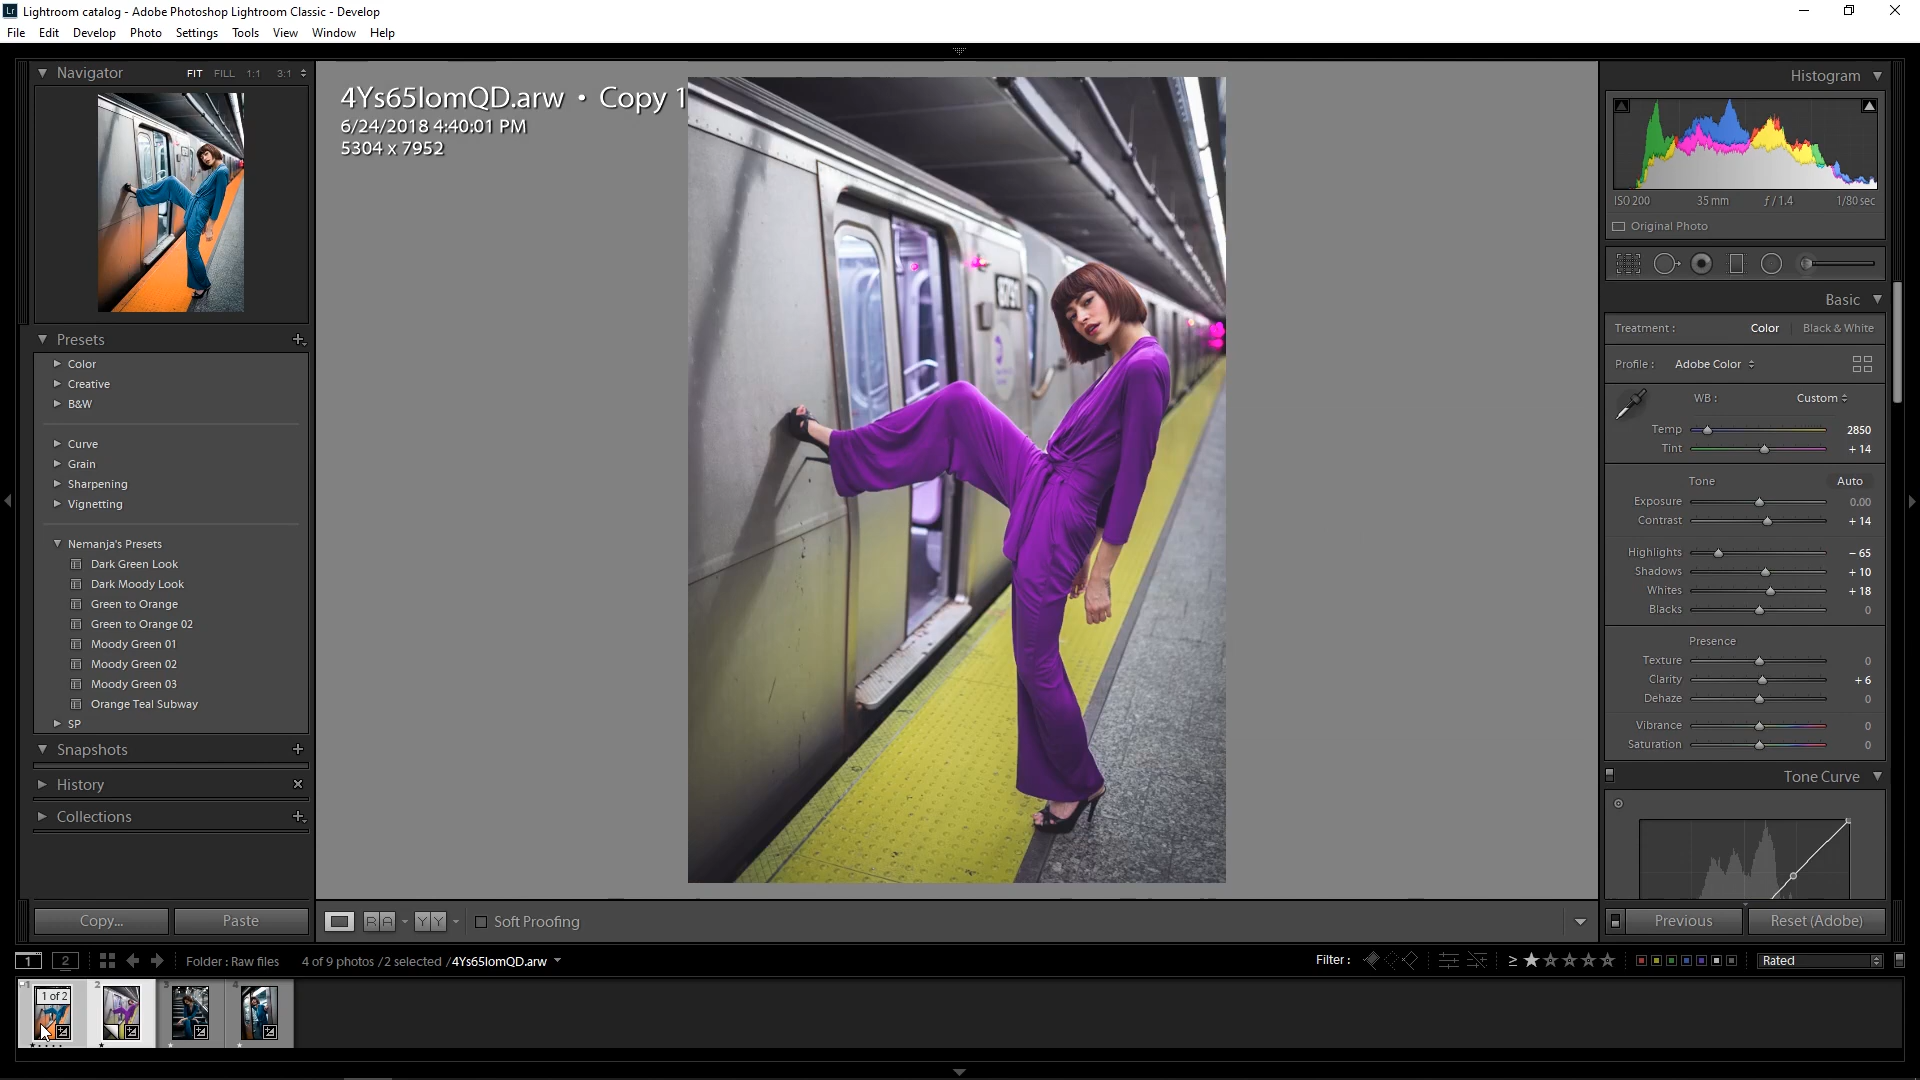 Lightroom catalog - Adobe Photoshop Lightroom Classic - Develop
File Edit Develop Photo Settings Tools View Window Help
Navigator FIT FILL 1:1 3:1
4Ys65lomQD.arw • Copy 1
6/24/2018 4:40:01 PM
5304 x 7952
8791
Presets
Color
Creative
B&W
Curve
Grain
Sharpening
Vignetting
Nemanja's Presets
Dark Green Look
Dark Moody Look
Green to Orange
Green to Orange 02
Moody Green 01
Moody Green 02
Moody Green 03
Orange Teal Subway
SP
Snapshots
History
Collections
Copy... Paste
Soft Proofing
Histogram
ISO 200 35 mm ƒ / 1.4 1/80 sec
Original Photo
Basic
Treatment : Color Black & White
Profile : Adobe Color
WB : Custom
Temp 2850
Tint + 14
Tone Auto
Exposure 0.00
Contrast + 14
Highlights – 65
Shadows + 10
Whites + 18
Blacks 0
Presence
Texture 0
Clarity + 6
Dehaze 0
Vibrance 0
Saturation 0
Tone Curve
Previous Reset (Adobe)
1 2 Folder : Raw files 4 of 9 photos /2 selected /4Ys65lomQD.arw Filter : ≥ Rated
1 2 3 4
1 of 2